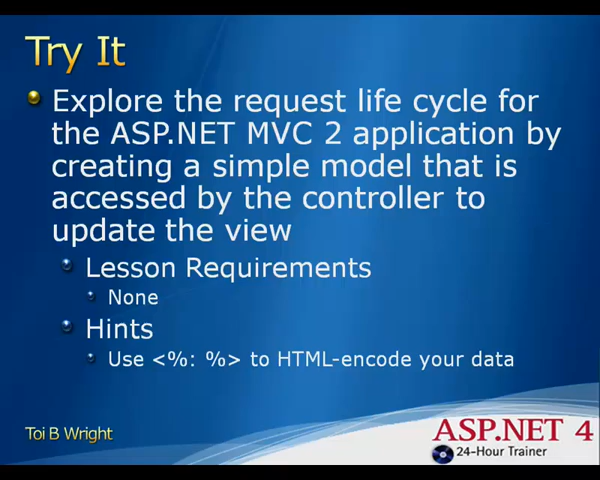 Try It
Explore the request life cycle for
the ASP.NET MVC 2 application by
creating a simple model that is
accessed by the controller to
update the view
Lesson Requirements
None
Hints
Use <%: %> to HTML-encode your data
Toi B Wright
ASP.NET 4
24-Hour Trainer